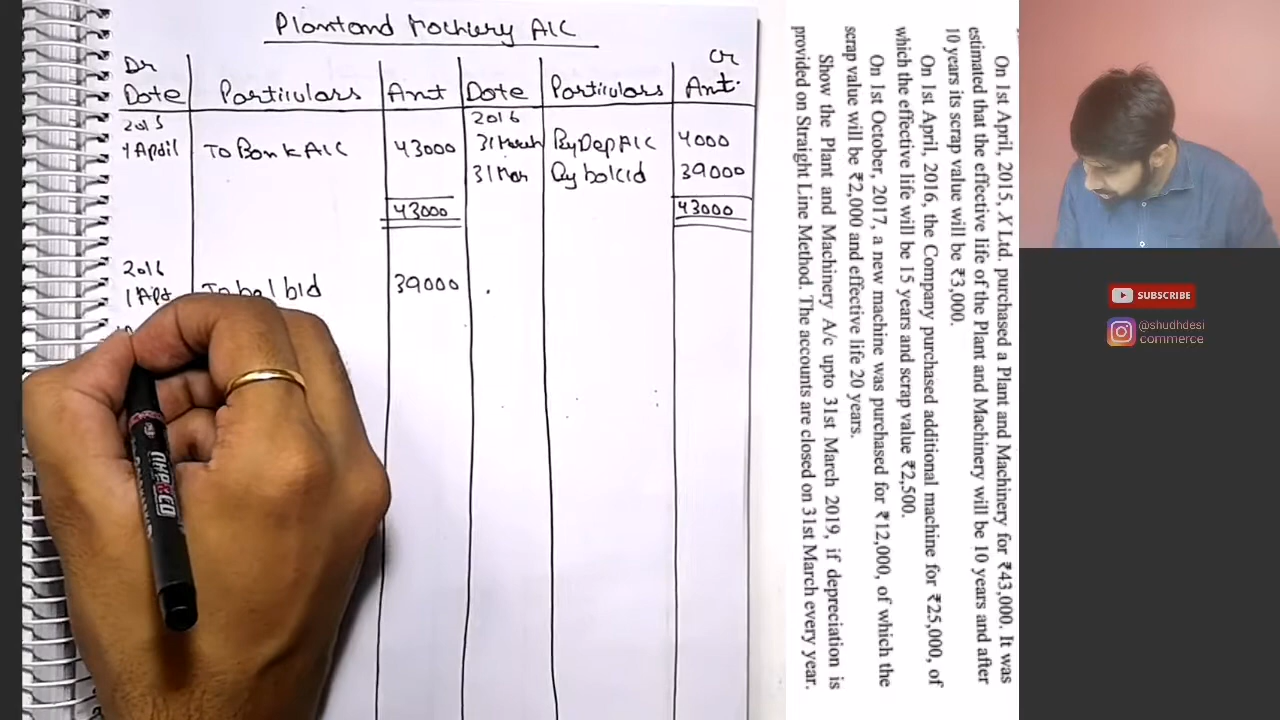 Plantand Mochiery A/C
Dr
Cr
Date Particulars Amt Date Particulars Amt.
2015
2016
1 April To Bank A/C 43000 31 March By Dep A/C 4000
31 Mar By bal c/d 39000
43000
43000
2016
1 Apr To bal b/d 39000
On 1st April, 2015, X Ltd. purchased a Plant and Machinery for ₹43,000. It was
estimated that the effective life of the Plant and Machinery will be 10 years and after
10 years its scrap value will be ₹3,000.
On 1st April, 2016, the Company purchased additional machine for ₹25,000, of
which the effective life will be 15 years and scrap value ₹2,500.
On 1st October, 2017, a new machine was purchased for ₹12,000, of which the
scrap value will be ₹2,000 and effective life 20 years.
Show the Plant and Machinery A/c upto 31st March 2019, if depreciation is
provided on Straight Line Method. The accounts are closed on 31st March every year.
SUBSCRIBE
@shudhdesi
commerce